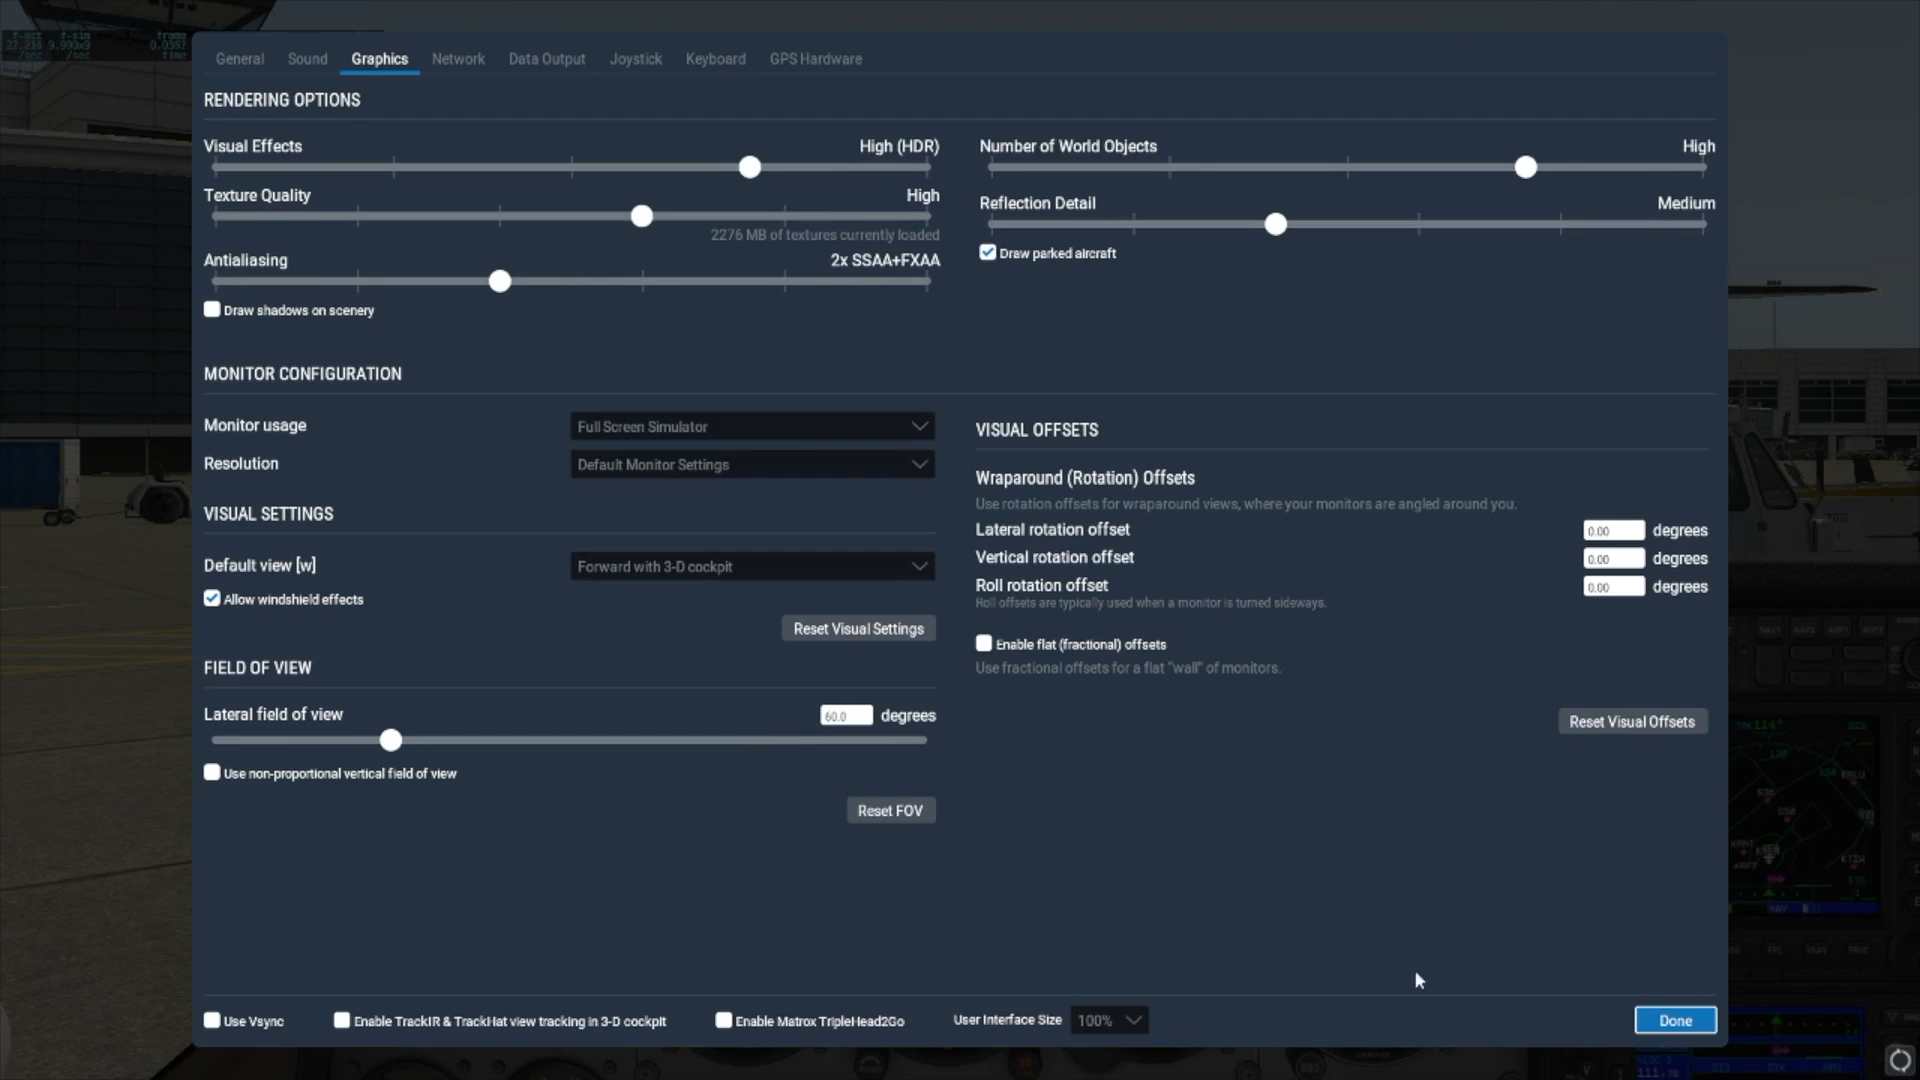 f-act f-sim frame
/sec /sec time
General Sound Graphics Network Data Output Joystick Keyboard GPS Hardware
RENDERING OPTIONS
Visual Effects High (HDR)
Texture Quality High
2276 MB of textures currently loaded
Antialiasing 2x SSAA+FXAA
Draw shadows on scenery
Number of World Objects High
Reflection Detail Medium
Draw parked aircraft
MONITOR CONFIGURATION
Monitor usage Full Screen Simulator
Resolution Default Monitor Settings
VISUAL SETTINGS
Default view [w] Forward with 3-D cockpit
Allow windshield effects
Reset Visual Settings
FIELD OF VIEW
Lateral field of view 60.0 degrees
Use non-proportional vertical field of view
Reset FOV
VISUAL OFFSETS
Wraparound (Rotation) Offsets
Use rotation offsets for wraparound views, where your monitors are angled around you.
Lateral rotation offset 0.00 degrees
Vertical rotation offset 0.00 degrees
Roll rotation offset 0.00 degrees
Roll offsets are typically used when a monitor is turned sideways.
Enable flat (fractional) offsets
Use fractional offsets for a flat "wall" of monitors.
Reset Visual Offsets
Use Vsync Enable TrackIR & TrackHat view tracking in 3-D cockpit Enable Matrox TripleHead2Go User Interface Size 100% Done